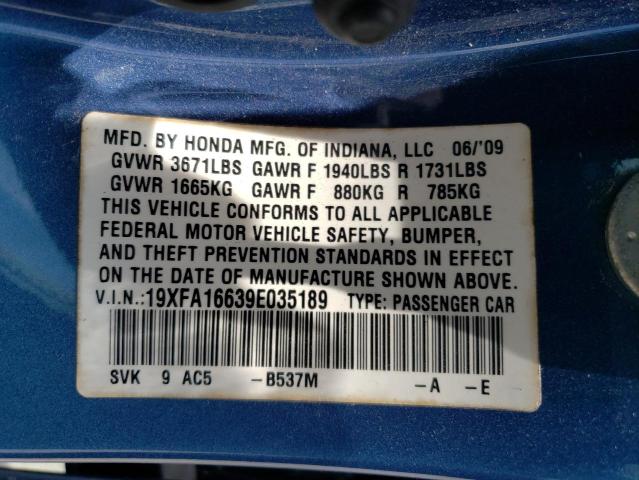 MFD. BY HONDA MFG. OF INDIANA, LLC 06/'09
GVWR 3671LBS GAWR F 1940LBS R 1731LBS
GVWR 1665KG GAWR F 880KG R 785KG
THIS VEHICLE CONFORMS TO ALL APPLICABLE
FEDERAL MOTOR VEHICLE SAFETY, BUMPER,
AND THEFT PREVENTION STANDARDS IN EFFECT
ON THE DATE OF MANUFACTURE SHOWN ABOVE.
V.I.N.:19XFA16639E035189 TYPE: PASSENGER CAR
SVK 9 AC5 -B537M -A -E